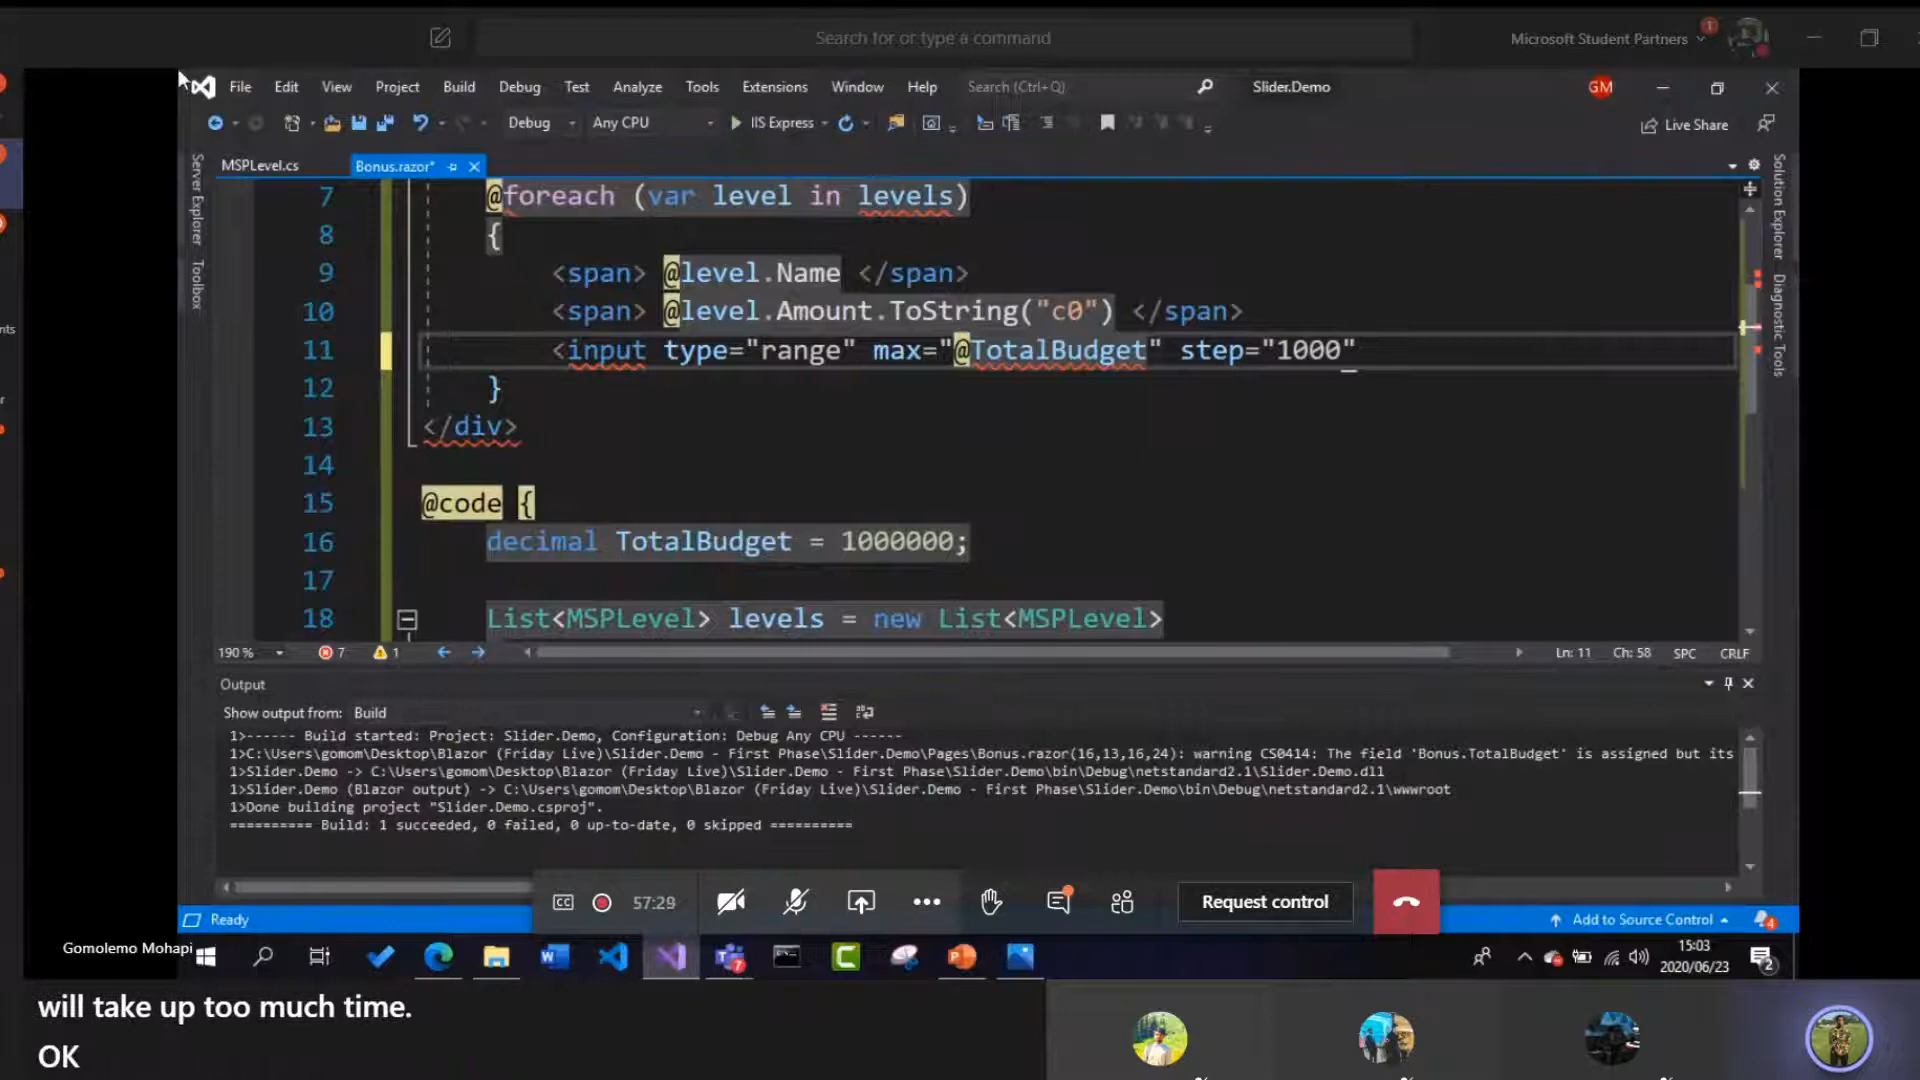 Search for or type a command
Microsoft Student Partners
1
File Edit View Project Build Debug Test Analyze Tools Extensions Window Help Search (Ctrl+Q) Slider.Demo GM
Debug Any CPU IIS Express Live Share
MSPLevel.cs Bonus.razor*
Server Explorer
Toolbox
Solution Explorer
Diagnostic Tools
7 @foreach (var level in levels)
8 {
9 <span> @level.Name </span>
10 <span> @level.Amount.ToString("c0") </span>
11 <input type="range" max="@TotalBudget" step="1000"
12 }
13 </div>
14
15 @code {
16 decimal TotalBudget = 1000000;
17
18 List<MSPLevel> levels = new List<MSPLevel>
190 % 7 1 Ln: 11 Ch: 58 SPC CRLF
Output
Show output from: Build
1>------ Build started: Project: Slider.Demo, Configuration: Debug Any CPU ------
1>C:\Users\gomom\Desktop\Blazor (Friday Live)\Slider.Demo - First Phase\Slider.Demo\Pages\Bonus.razor(16,13,16,24): warning CS0414: The field 'Bonus.TotalBudget' is assigned but its
1>Slider.Demo -> C:\Users\gomom\Desktop\Blazor (Friday Live)\Slider.Demo - First Phase\Slider.Demo\bin\Debug\netstandard2.1\Slider.Demo.dll
1>Slider.Demo (Blazor output) -> C:\Users\gomom\Desktop\Blazor (Friday Live)\Slider.Demo - First Phase\Slider.Demo\bin\Debug\netstandard2.1\wwwroot
1>Done building project "Slider.Demo.csproj".
========== Build: 1 succeeded, 0 failed, 0 up-to-date, 0 skipped ==========
CC 57:29 Request control
Ready Add to Source Control 4
Gomolemo Mohapi
7
15:03
2020/06/23
2
will take up too much time.
OK